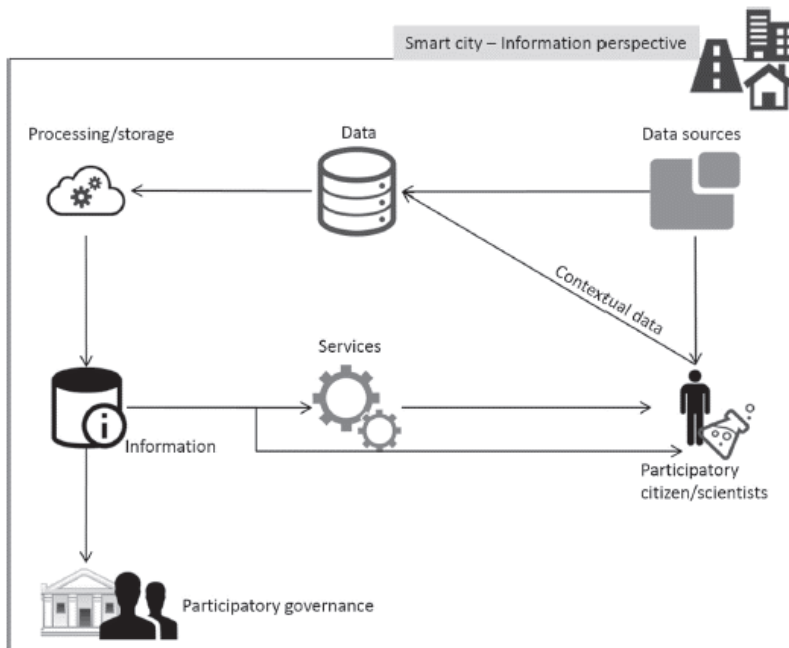 Smart city – Information perspective
Processing/storage
Data
Data sources
Contextual data
Services
Information
Participatory
citizen/scientists
Participatory governance